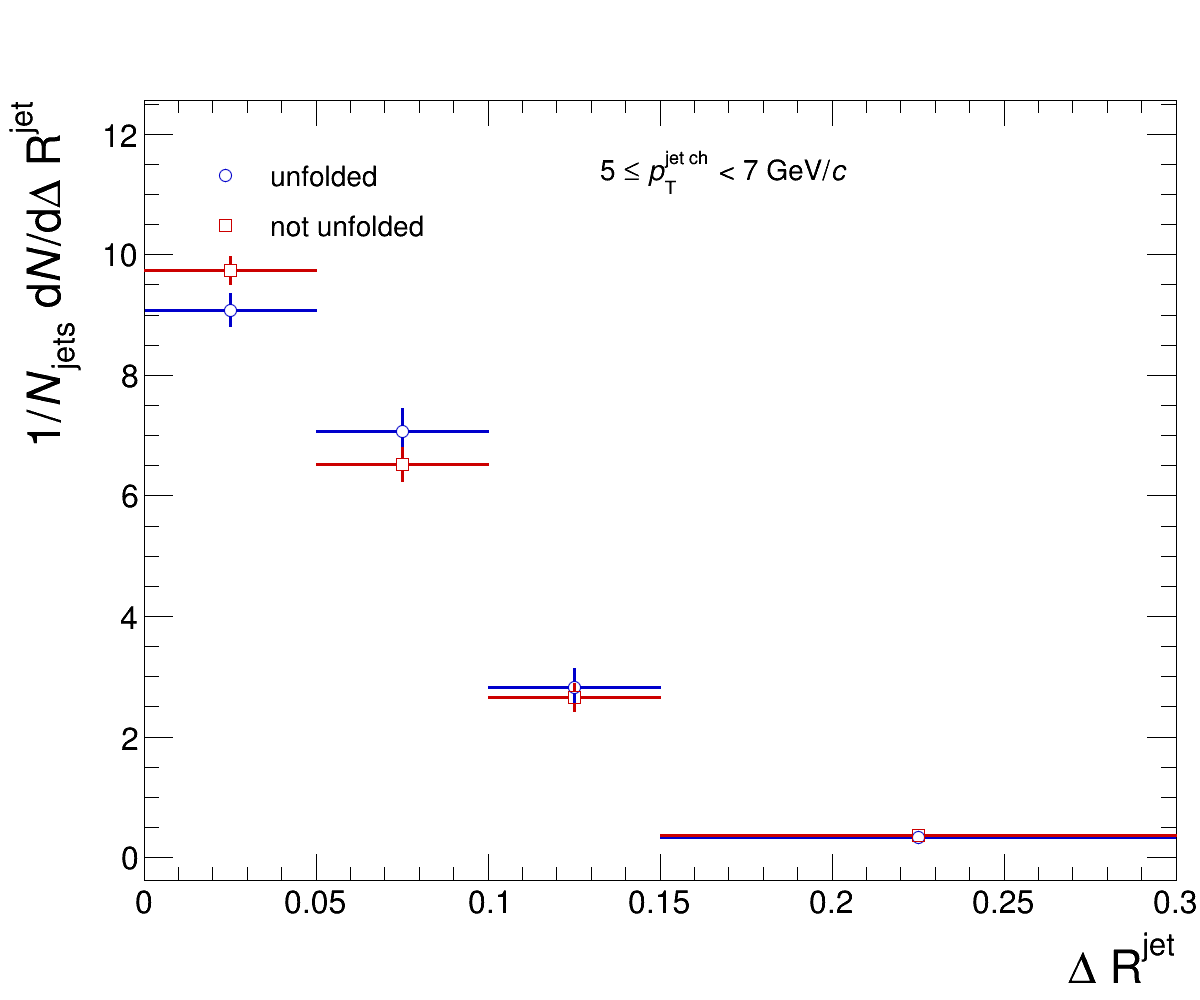 1/N_jets dN/dΔ R^jet
12
10
8
6
4
2
0
unfolded
not unfolded
5 ≤ p_T^jet ch < 7 GeV/c
0 0.05 0.1 0.15 0.2 0.25 0.3
Δ R^jet